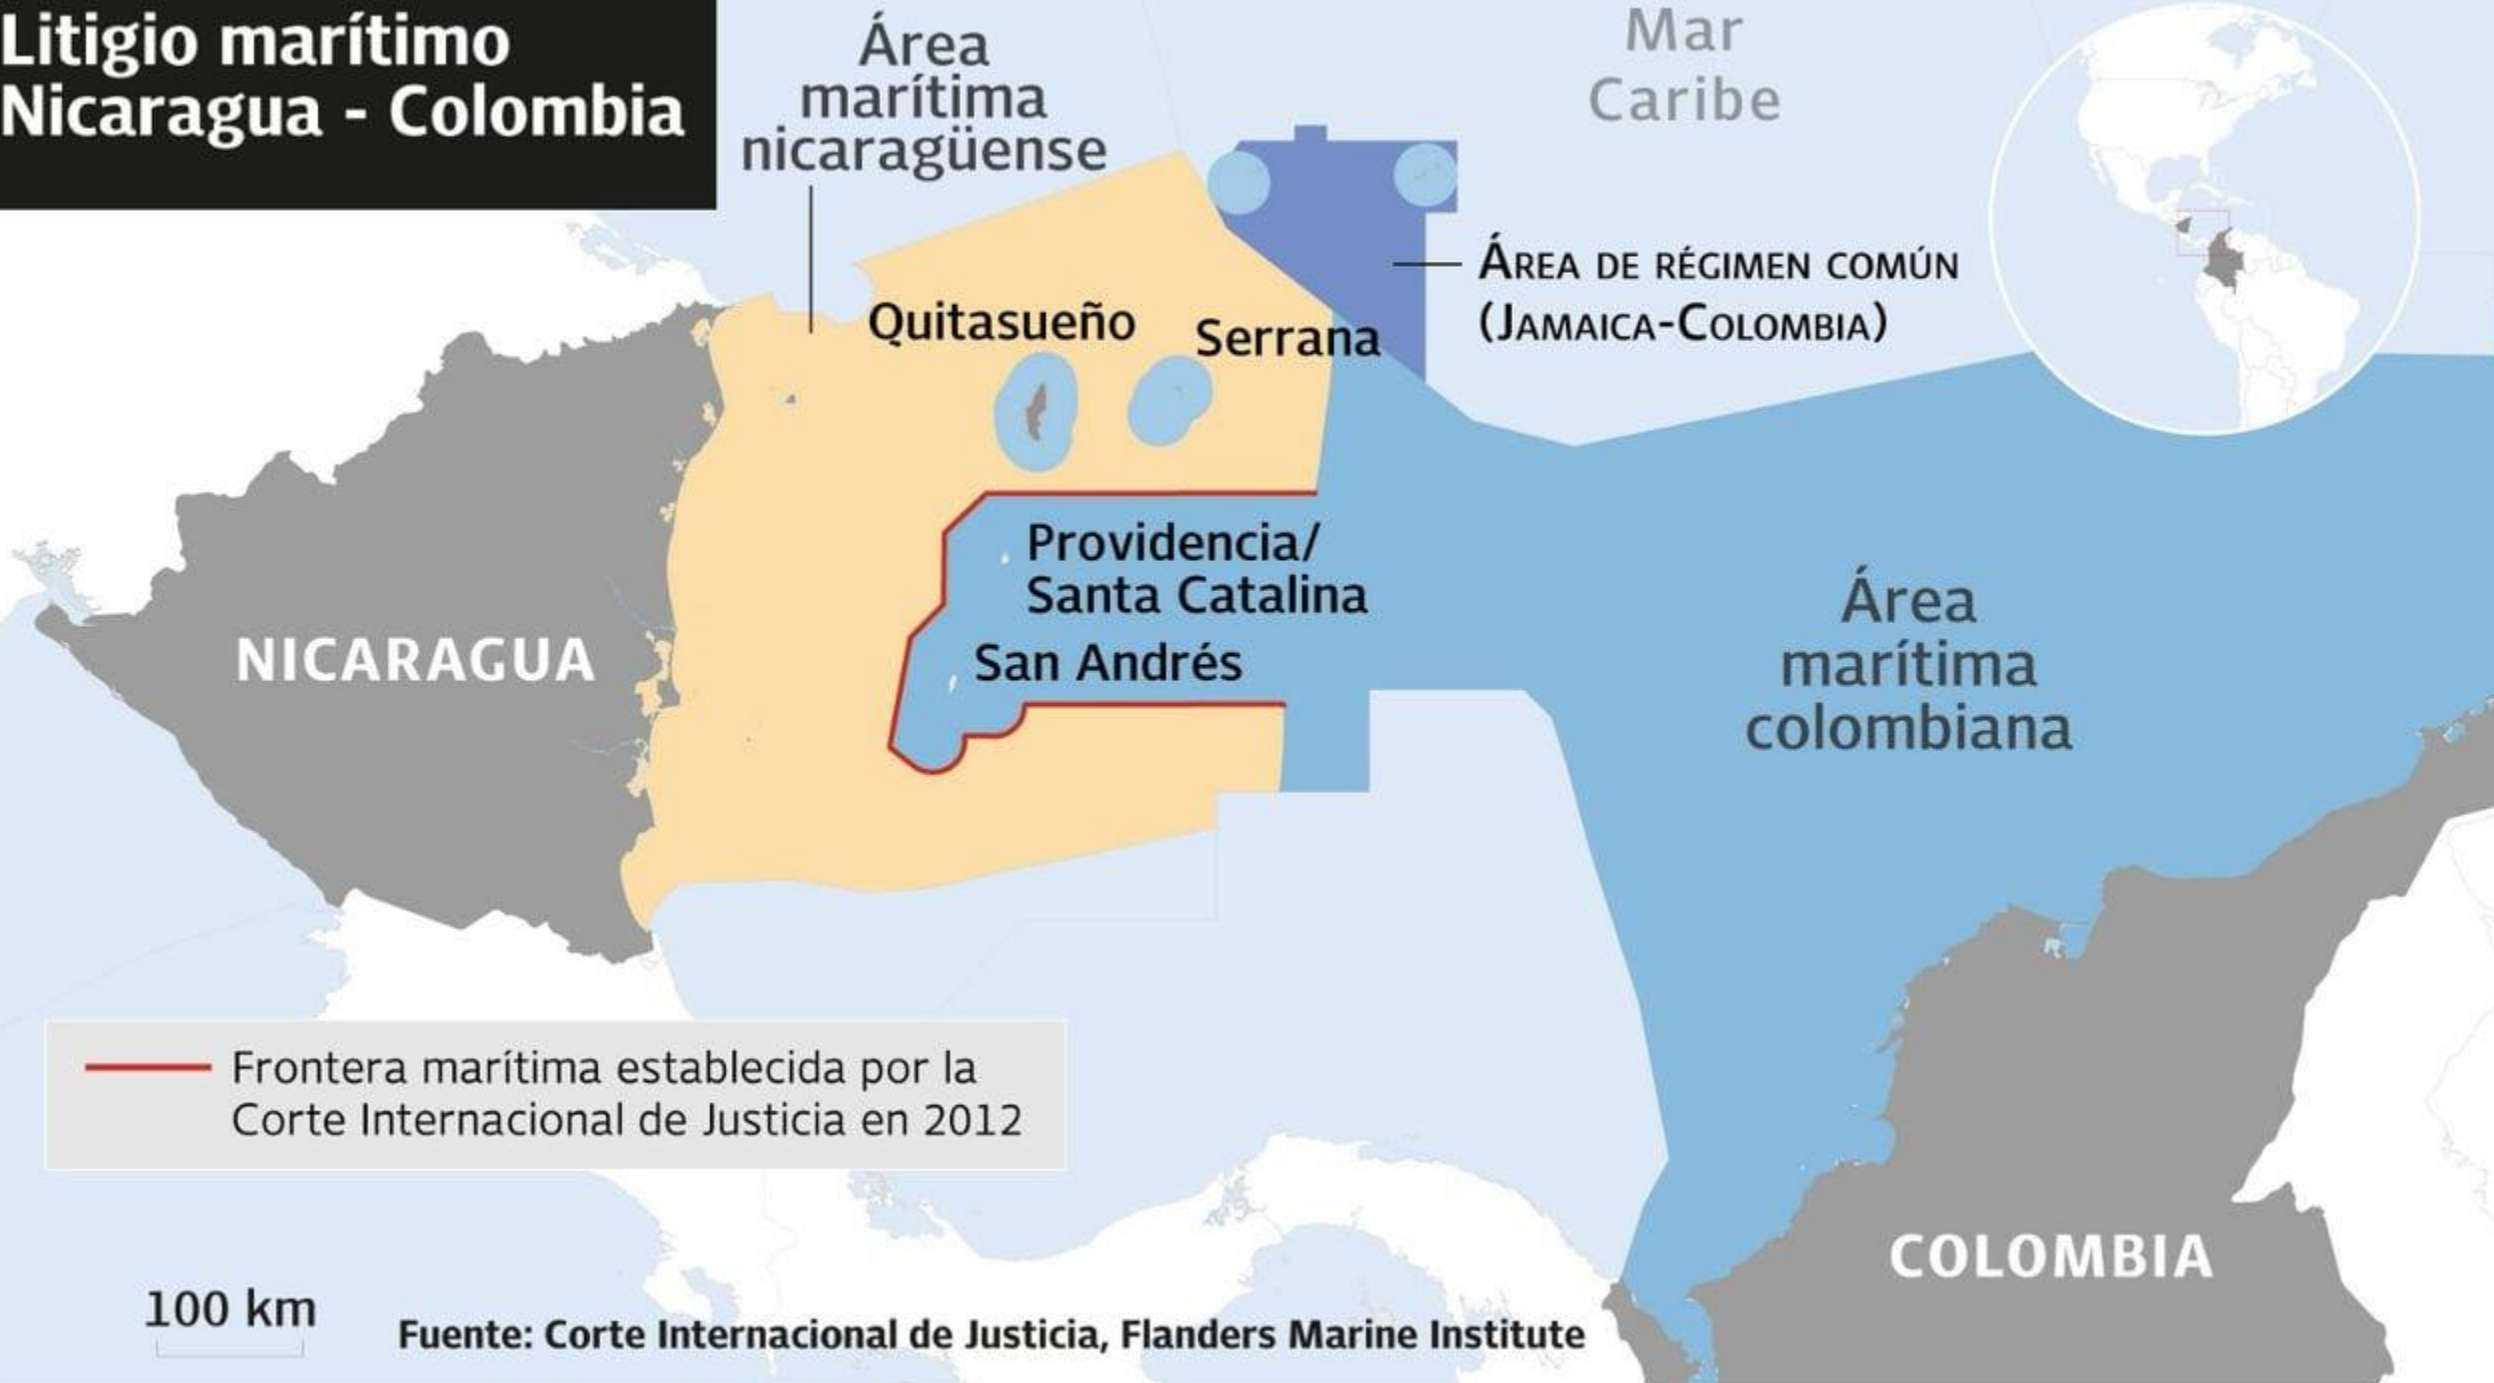 Litigio marítimo
Nicaragua - Colombia
Área
marítima
nicaragüense
Mar
Caribe
ÁREA DE RÉGIMEN COMÚN
(JAMAICA-COLOMBIA)
Quitasueño
Serrana
Providencia/
Santa Catalina
San Andrés
NICARAGUA
Área
marítima
colombiana
Frontera marítima establecida por la
Corte Internacional de Justicia en 2012
COLOMBIA
100 km
Fuente: Corte Internacional de Justicia, Flanders Marine Institute